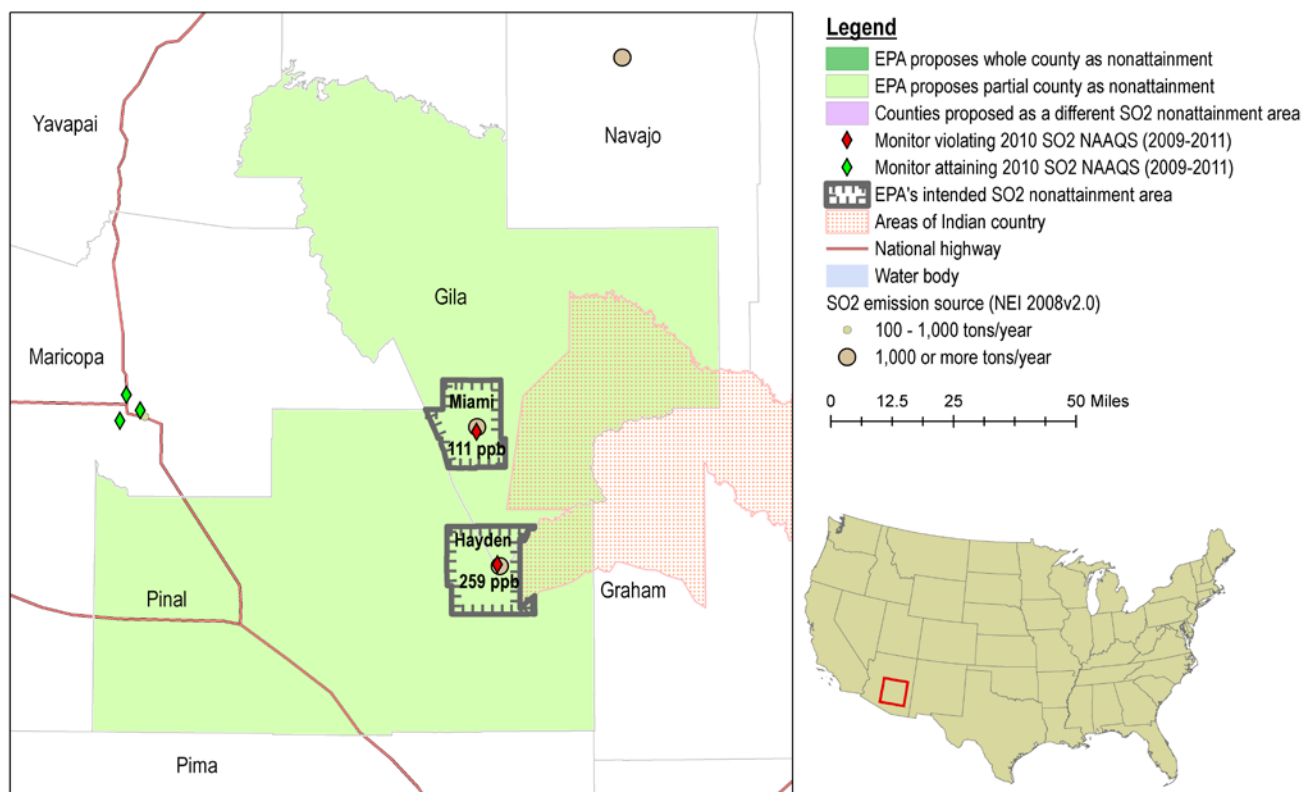 Yavapai
Navajo
Gila
Maricopa
Miami
111 ppb
Hayden
259 ppb
Pinal
Graham
Pima
Legend
EPA proposes whole county as nonattainment
EPA proposes partial county as nonattainment
Counties proposed as a different SO2 nonattainment area
Monitor violating 2010 SO2 NAAQS (2009-2011)
Monitor attaining 2010 SO2 NAAQS (2009-2011)
EPA's intended SO2 nonattainment area
Areas of Indian country
National highway
Water body
SO2 emission source (NEI 2008v2.0)
100 - 1,000 tons/year
1,000 or more tons/year
0 12.5 25 50 Miles